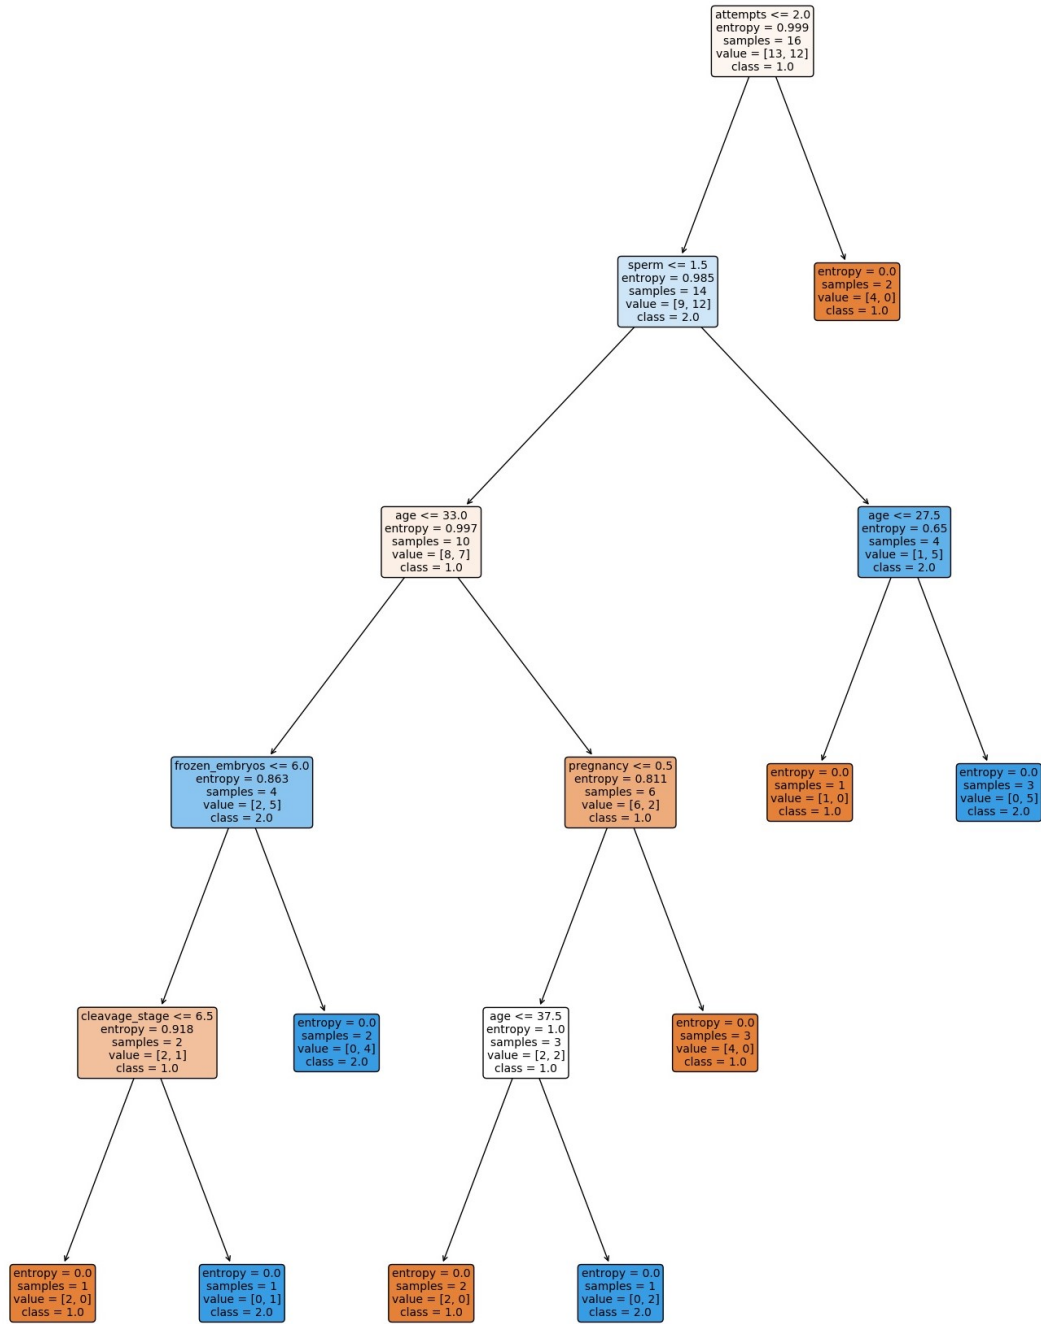 attempts <= 2.0
entropy = 0.999
samples = 16
value = [13, 12]
class = 1.0
sperm <= 1.5
entropy = 0.985
samples = 14
value = [9, 12]
class = 2.0
entropy = 0.0
samples = 2
value = [4, 0]
class = 1.0
age <= 33.0
entropy = 0.997
samples = 10
value = [8, 7]
class = 1.0
age <= 27.5
entropy = 0.65
samples = 4
value = [1, 5]
class = 2.0
frozen_embryos <= 6.0
entropy = 0.863
samples = 4
value = [2, 5]
class = 2.0
pregnancy <= 0.5
entropy = 0.811
samples = 6
value = [6, 2]
class = 1.0
entropy = 0.0
samples = 1
value = [1, 0]
class = 1.0
entropy = 0.0
samples = 3
value = [0, 5]
class = 2.0
cleavage_stage <= 6.5
entropy = 0.918
samples = 2
value = [2, 1]
class = 1.0
entropy = 0.0
samples = 2
value = [0, 4]
class = 2.0
age <= 37.5
entropy = 1.0
samples = 3
value = [2, 2]
class = 1.0
entropy = 0.0
samples = 3
value = [4, 0]
class = 1.0
entropy = 0.0
samples = 1
value = [2, 0]
class = 1.0
entropy = 0.0
samples = 1
value = [0, 1]
class = 2.0
entropy = 0.0
samples = 2
value = [2, 0]
class = 1.0
entropy = 0.0
samples = 1
value = [0, 2]
class = 2.0